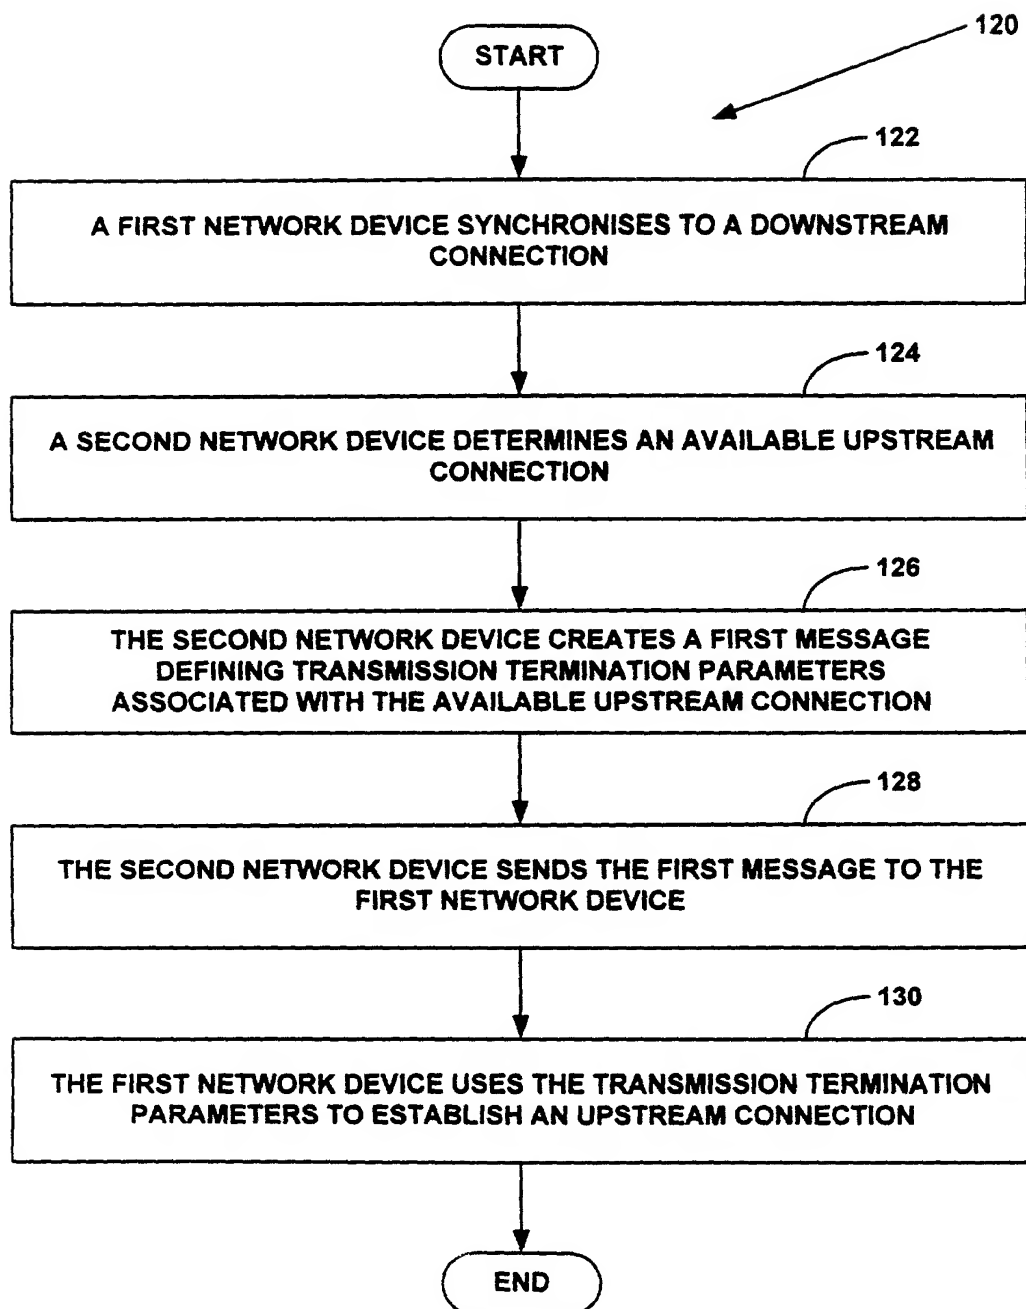 120
START
122
A FIRST NETWORK DEVICE SYNCHRONISES TO A DOWNSTREAM
CONNECTION
124
A SECOND NETWORK DEVICE DETERMINES AN AVAILABLE UPSTREAM
CONNECTION
126
THE SECOND NETWORK DEVICE CREATES A FIRST MESSAGE
DEFINING TRANSMISSION TERMINATION PARAMETERS
ASSOCIATED WITH THE AVAILABLE UPSTREAM CONNECTION
128
THE SECOND NETWORK DEVICE SENDS THE FIRST MESSAGE TO THE
FIRST NETWORK DEVICE
130
THE FIRST NETWORK DEVICE USES THE TRANSMISSION TERMINATION
PARAMETERS TO ESTABLISH AN UPSTREAM CONNECTION
END